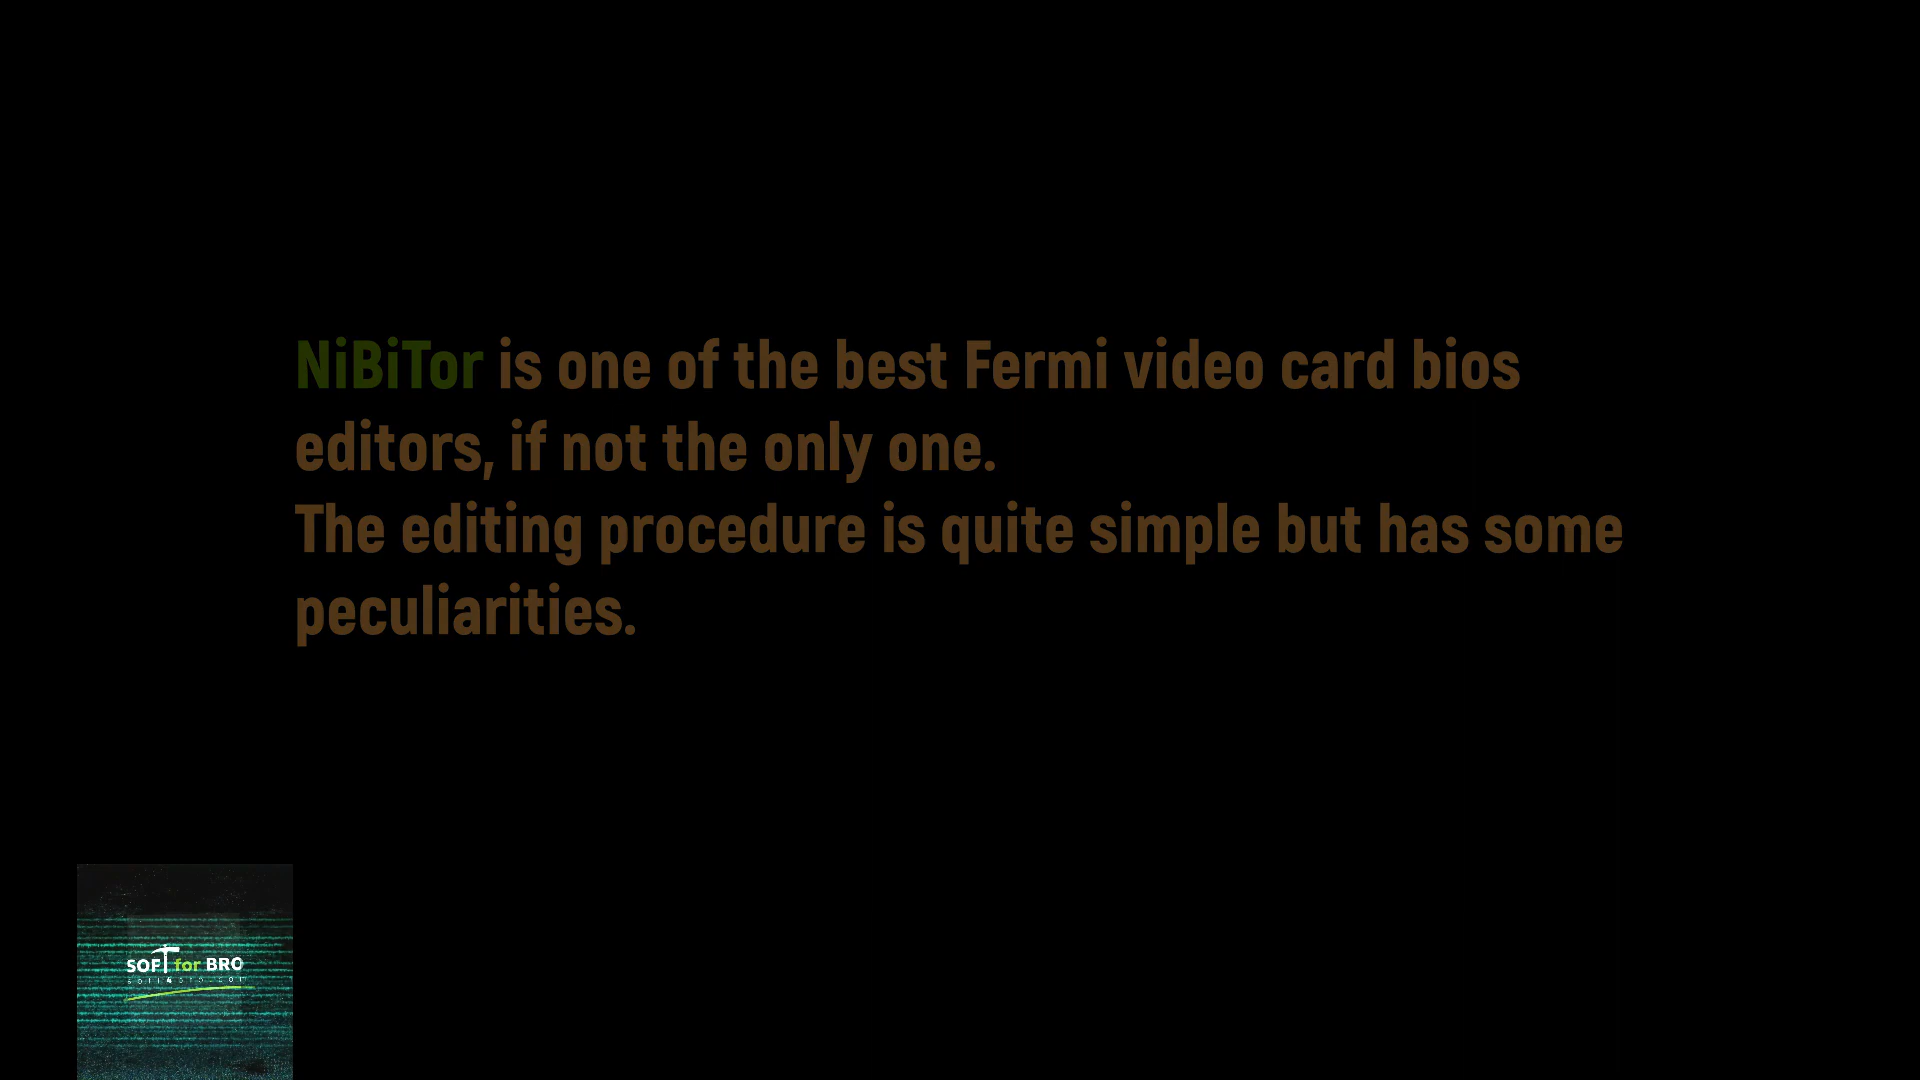 NiBiTor is one of the best Fermi video card bios
editors, if not the only one.
The editing procedure is quite simple but has some
peculiarities.
SOFT for BRO